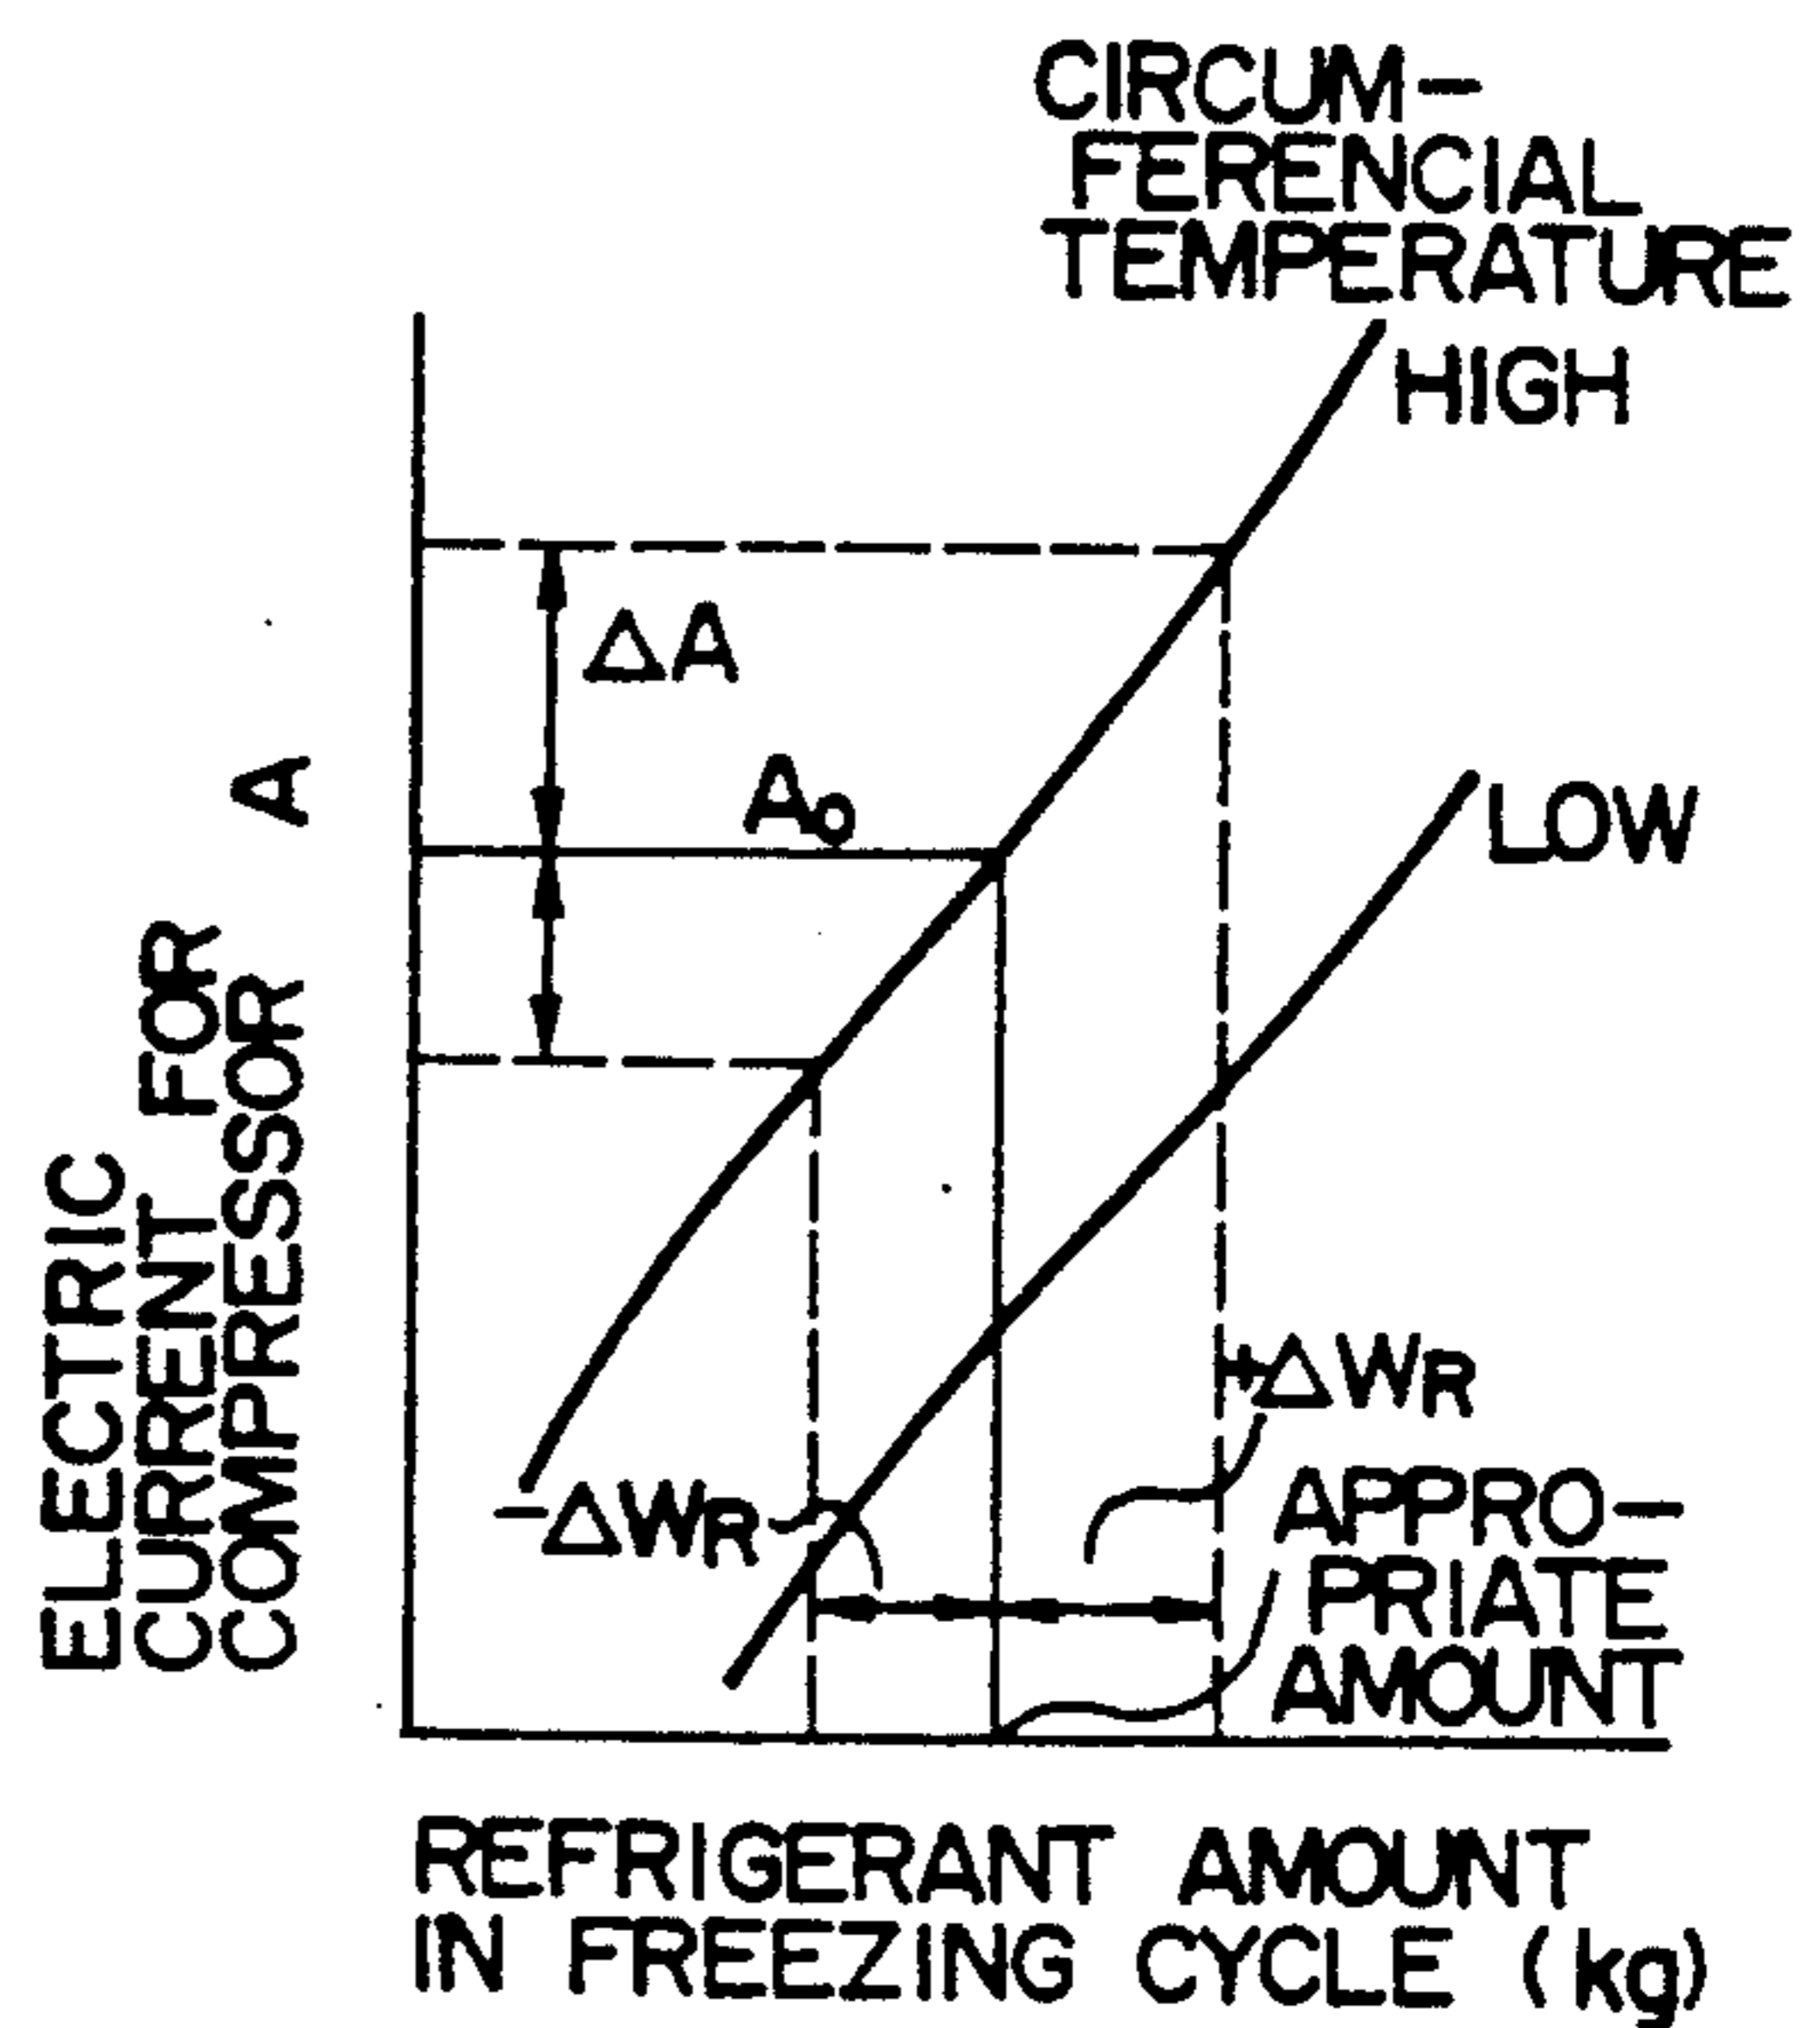 CIRCUM-
FERENCIAL
TEMPERATURE
HIGH
ΔA
A₀
LOW
ELECTRIC
CURRENT FOR
COMPRESSOR A
+ΔWR
-ΔWR
APPRO-
PRIATE
AMOUNT
REFRIGERANT AMOUNT
IN FREEZING CYCLE (kg)